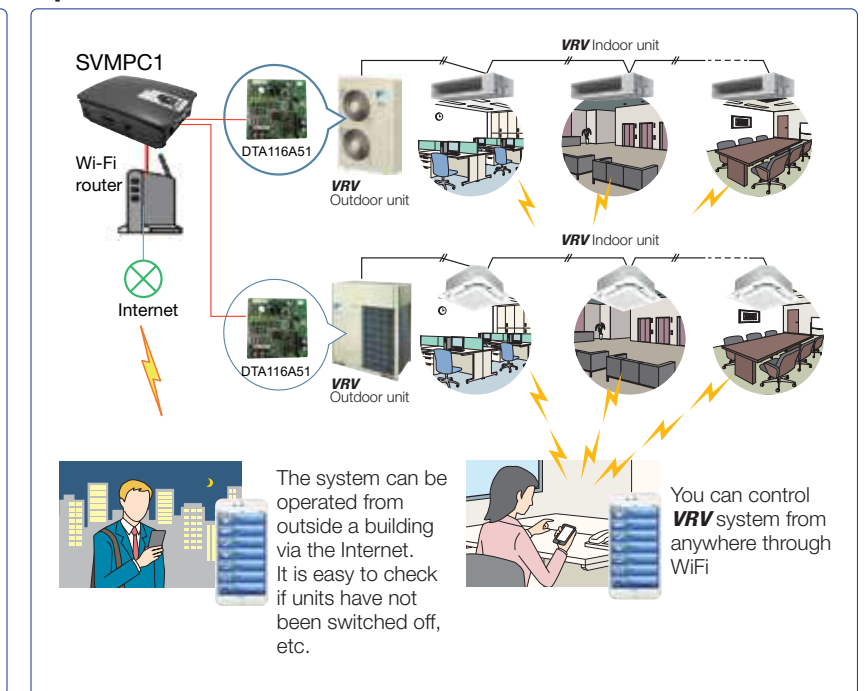 SVMPC1
VRV Indoor unit
DTA116A51
Wi-Fi
router
VRV
Outdoor unit
VRV Indoor unit
Internet
DTA116A51
VRV
Outdoor unit
The system can be
operated from
outside a building
via the Internet.
It is easy to check
if units have not
been switched off,
etc.
You can control
VRV system from
anywhere through
WiFi